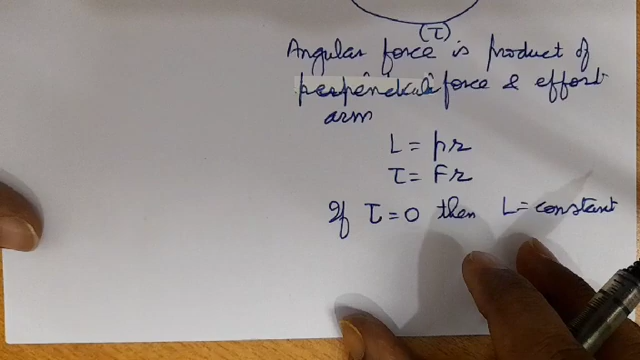 (τ)
Angular force is product of
perpendicular force & effort
arm
L = pr
τ = Fr
If τ = 0 then L = constant